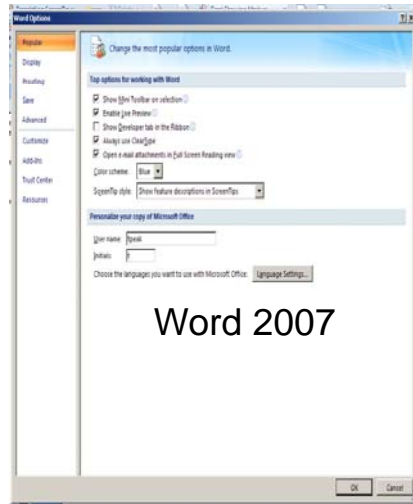 Word Options
Popular
Display
Proofing
Save
Advanced
Customize
Add-Ins
Trust Center
Resources
Change the most popular options in Word.
Top options for working with Word
Show Mini Toolbar on selection
Enable Live Preview
Show Developer tab in the Ribbon
Always use ClearType
Open e-mail attachments in Full Screen Reading view
Color scheme: Blue
ScreenTip style: Show feature descriptions in ScreenTips
Personalize your copy of Microsoft Office
User name:
Initials:
Choose the languages you want to use with Microsoft Office: Language Settings...
Word 2007
OK Cancel